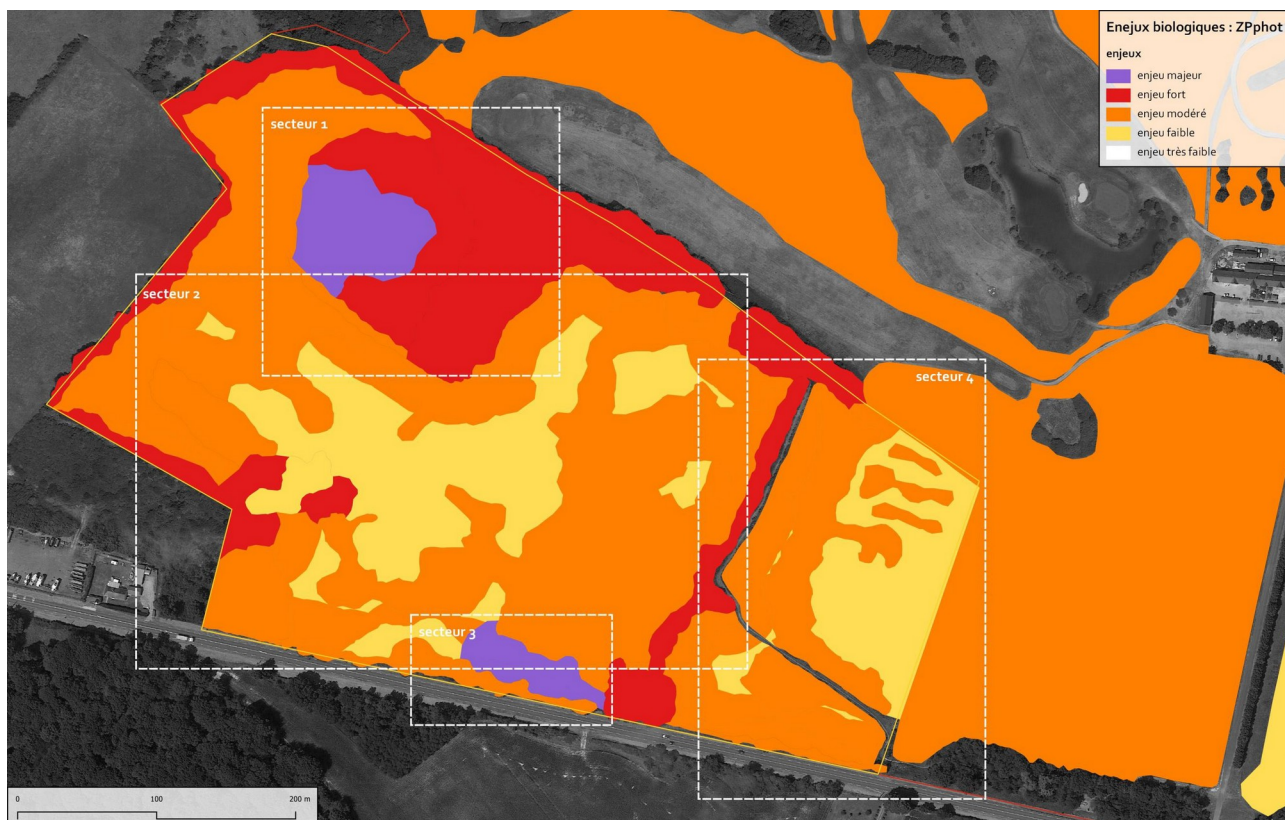 Enejux biologiques : ZPphot
enjeux
enjeu majeur
enjeu fort
enjeu modéré
enjeu faible
enjeu très faible
secteur 1
secteur 2
secteur 4
secteur 3
0 100 200 m